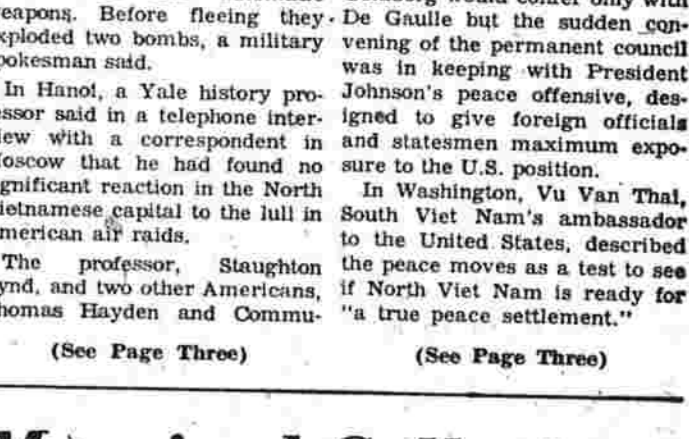 eapons. Before fleeing they
xploded two bombs, a military
pokesman said.
In Hanoi, a Yale history pro-
essor said in a telephone inter-
iew with a correspondent in
oscow that he had found no
gnificant reaction in the North
ietnamese capital to the lull in
merican air raids.
The professor, Staughton
ynd, and two other Americans,
homas Hayden and Commu-
(See Page Three)
would confer only with
De Gaulle but the sudden con-
vening of the permanent council
was in keeping with President
Johnson's peace offensive, des-
igned to give foreign officials
and statesmen maximum expo-
sure to the U.S. position.
In Washington, Vu Van Thai,
South Viet Nam's ambassador
to the United States, described
the peace moves as a test to see
if North Viet Nam is ready for
"a true peace settlement."
(See Page Three)